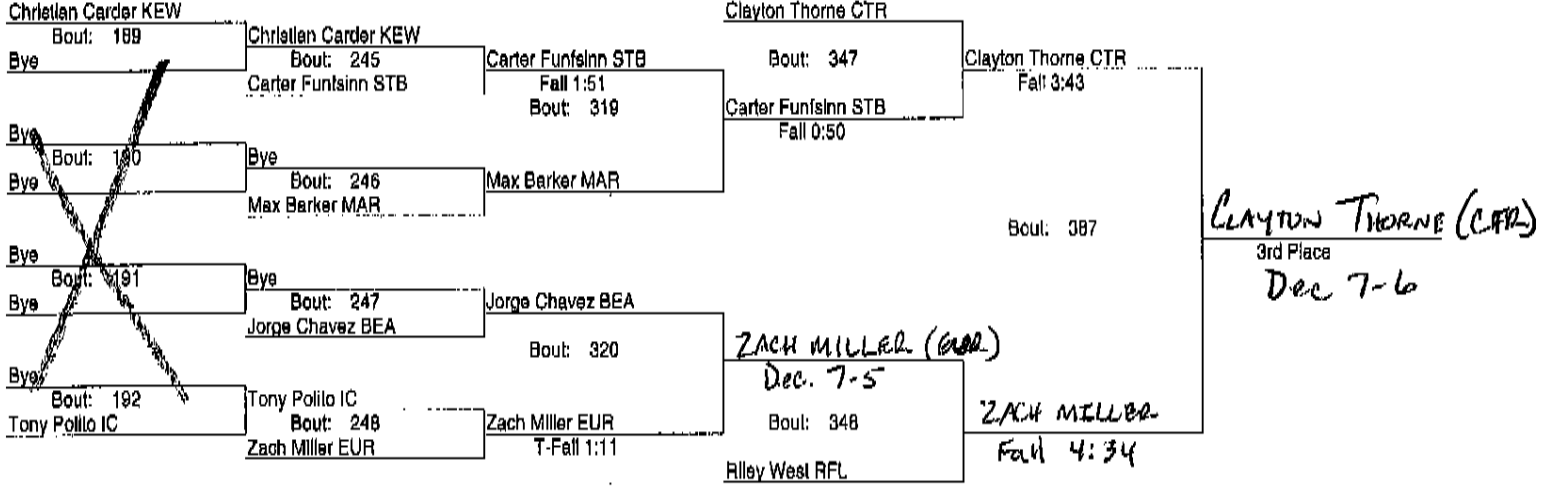 Christian Carder KEW
Bout: 189
Bye
Bye
Bout: 190
Bye
Bye
Bout: 191
Bye
Bye
Bout: 192
Tony Polito IC
Christian Carder KEW
Bout: 245
Carter Funfsinn STB
Bye
Bout: 246
Max Barker MAR
Bye
Bout: 247
Jorge Chavez BEA
Tony Polito IC
Bout: 248
Zach Miller EUR
Carter Funfsinn STB
Fall 1:51
Bout: 319
Max Barker MAR
Jorge Chavez BEA
Bout: 320
Zach Miller EUR
T-Fall 1:11
Clayton Thorne CTR
Bout: 347
Carter Funfsinn STB
Fall 0:50
ZACH MILLER
Dec. 7-5
Bout: 348
Riley West RFL
Clayton Thorne CTR
Fall 3:43
Bout: 387
ZACH MILLER
Fall 4:34
CLAYTON THORNE
3rd Place
Dec 7-6